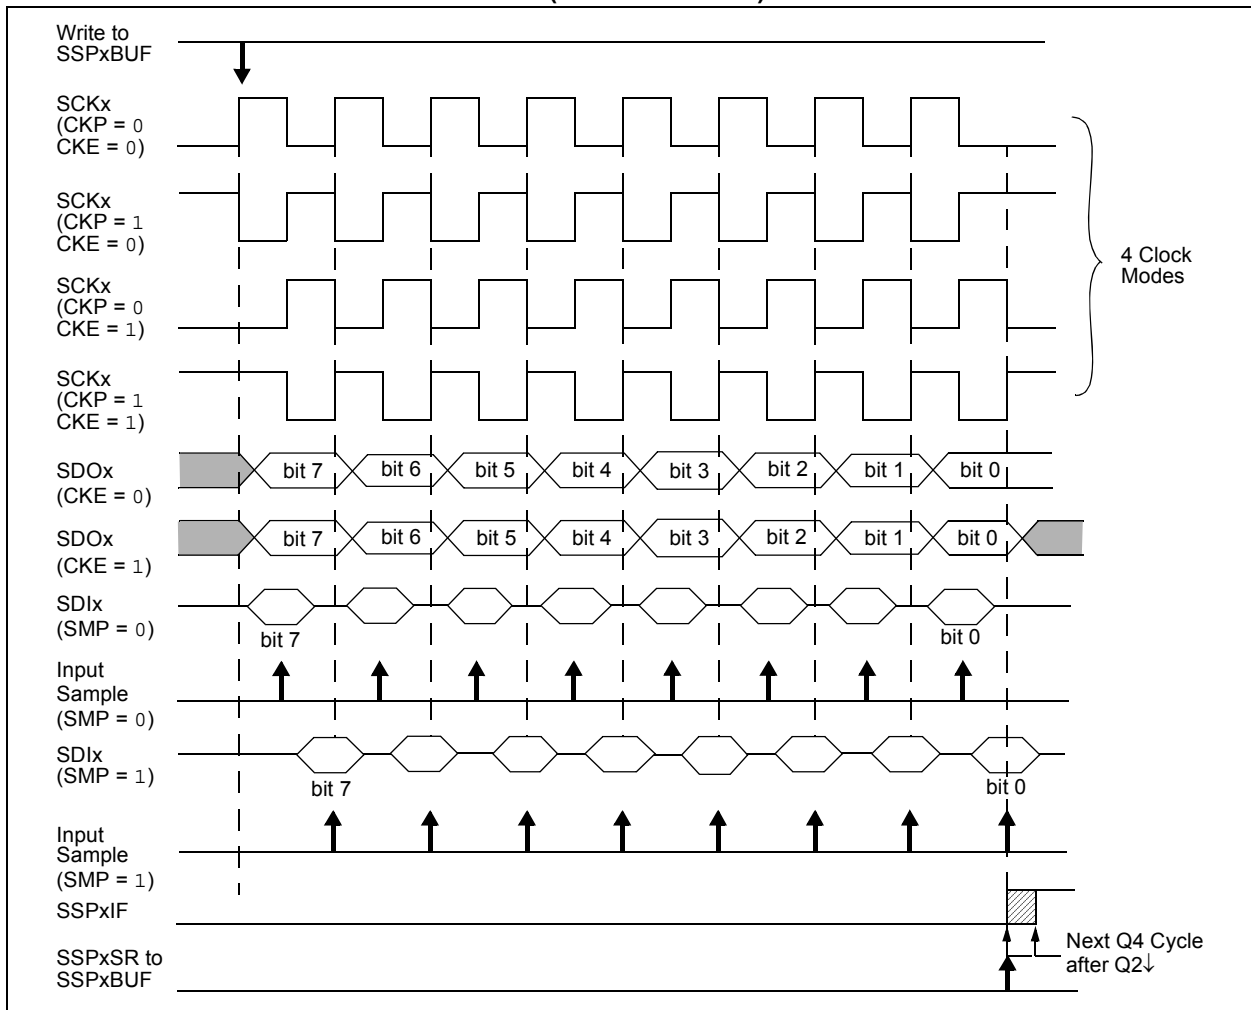 Write to
SSPxBUF
SCKx
(CKP = 0
CKE = 0)
SCKx
(CKP = 1
CKE = 0)
SCKx
(CKP = 0
CKE = 1)
SCKx
(CKP = 1
CKE = 1)
4 Clock
Modes
SDOx
(CKE = 0)
bit 7 bit 6 bit 5 bit 4 bit 3 bit 2 bit 1 bit 0
SDOx
(CKE = 1)
bit 7 bit 6 bit 5 bit 4 bit 3 bit 2 bit 1 bit 0
SDIx
(SMP = 0)
bit 7 bit 0
Input
Sample
(SMP = 0)
SDIx
(SMP = 1)
bit 7 bit 0
Input
Sample
(SMP = 1)
SSPxIF
SSPxSR to
SSPxBUF
Next Q4 Cycle
after Q2↓